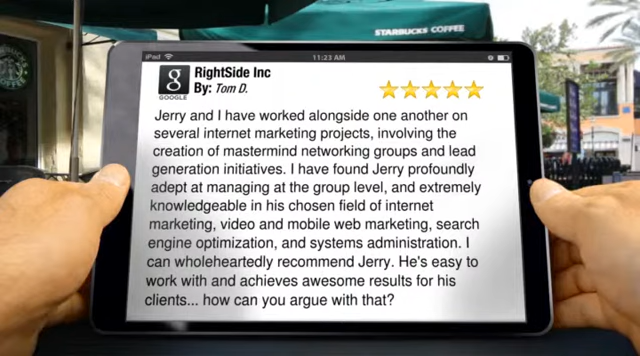 STARBUCKS COFFEE
iPad
11:23 AM
g
GOOGLE
RightSide Inc
By: Tom D.
Jerry and I have worked alongside one another on
several internet marketing projects, involving the
creation of mastermind networking groups and lead
generation initiatives. I have found Jerry profoundly
adept at managing at the group level, and extremely
knowledgeable in his chosen field of internet
marketing, video and mobile web marketing, search
engine optimization, and systems administration. I
can wholeheartedly recommend Jerry. He's easy to
work with and achieves awesome results for his
clients... how can you argue with that?